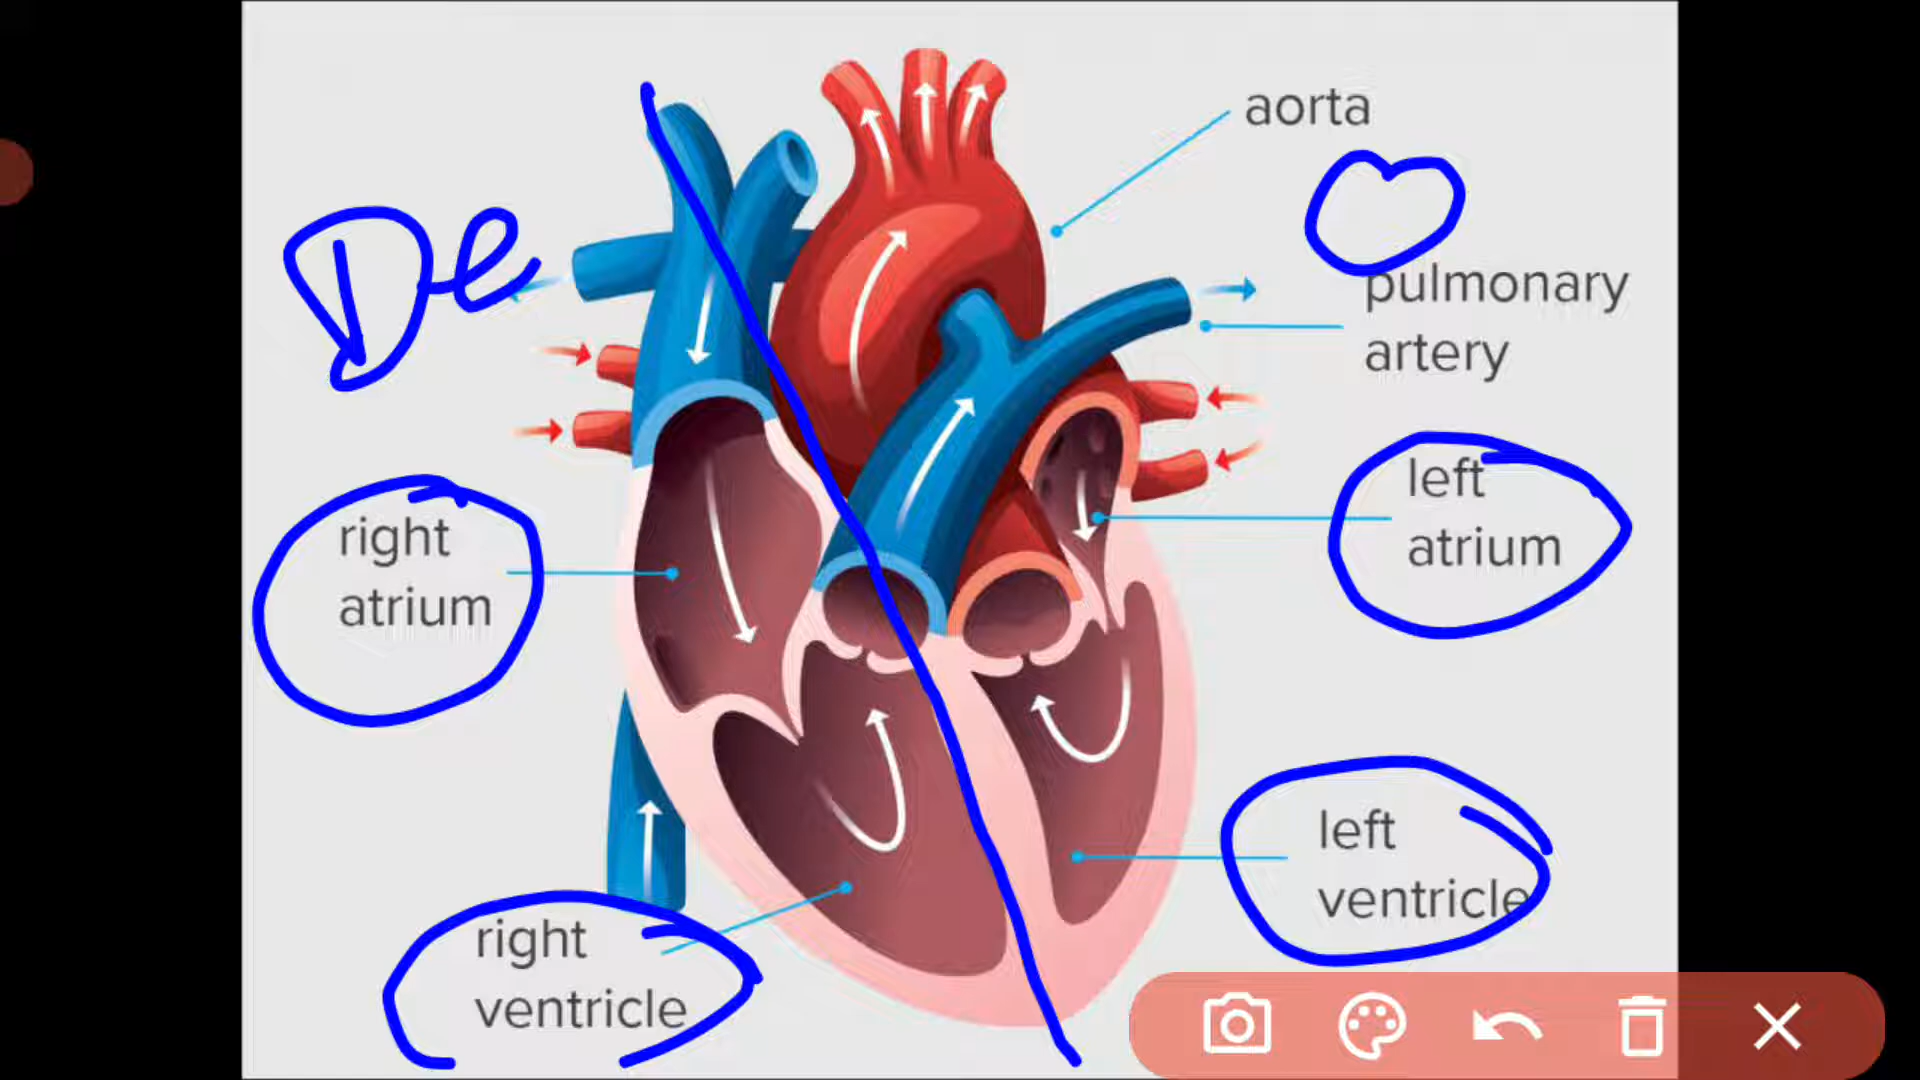 aorta
De
pulmonary
artery
left
atrium
right
atrium
left
ventricle
right
ventricle